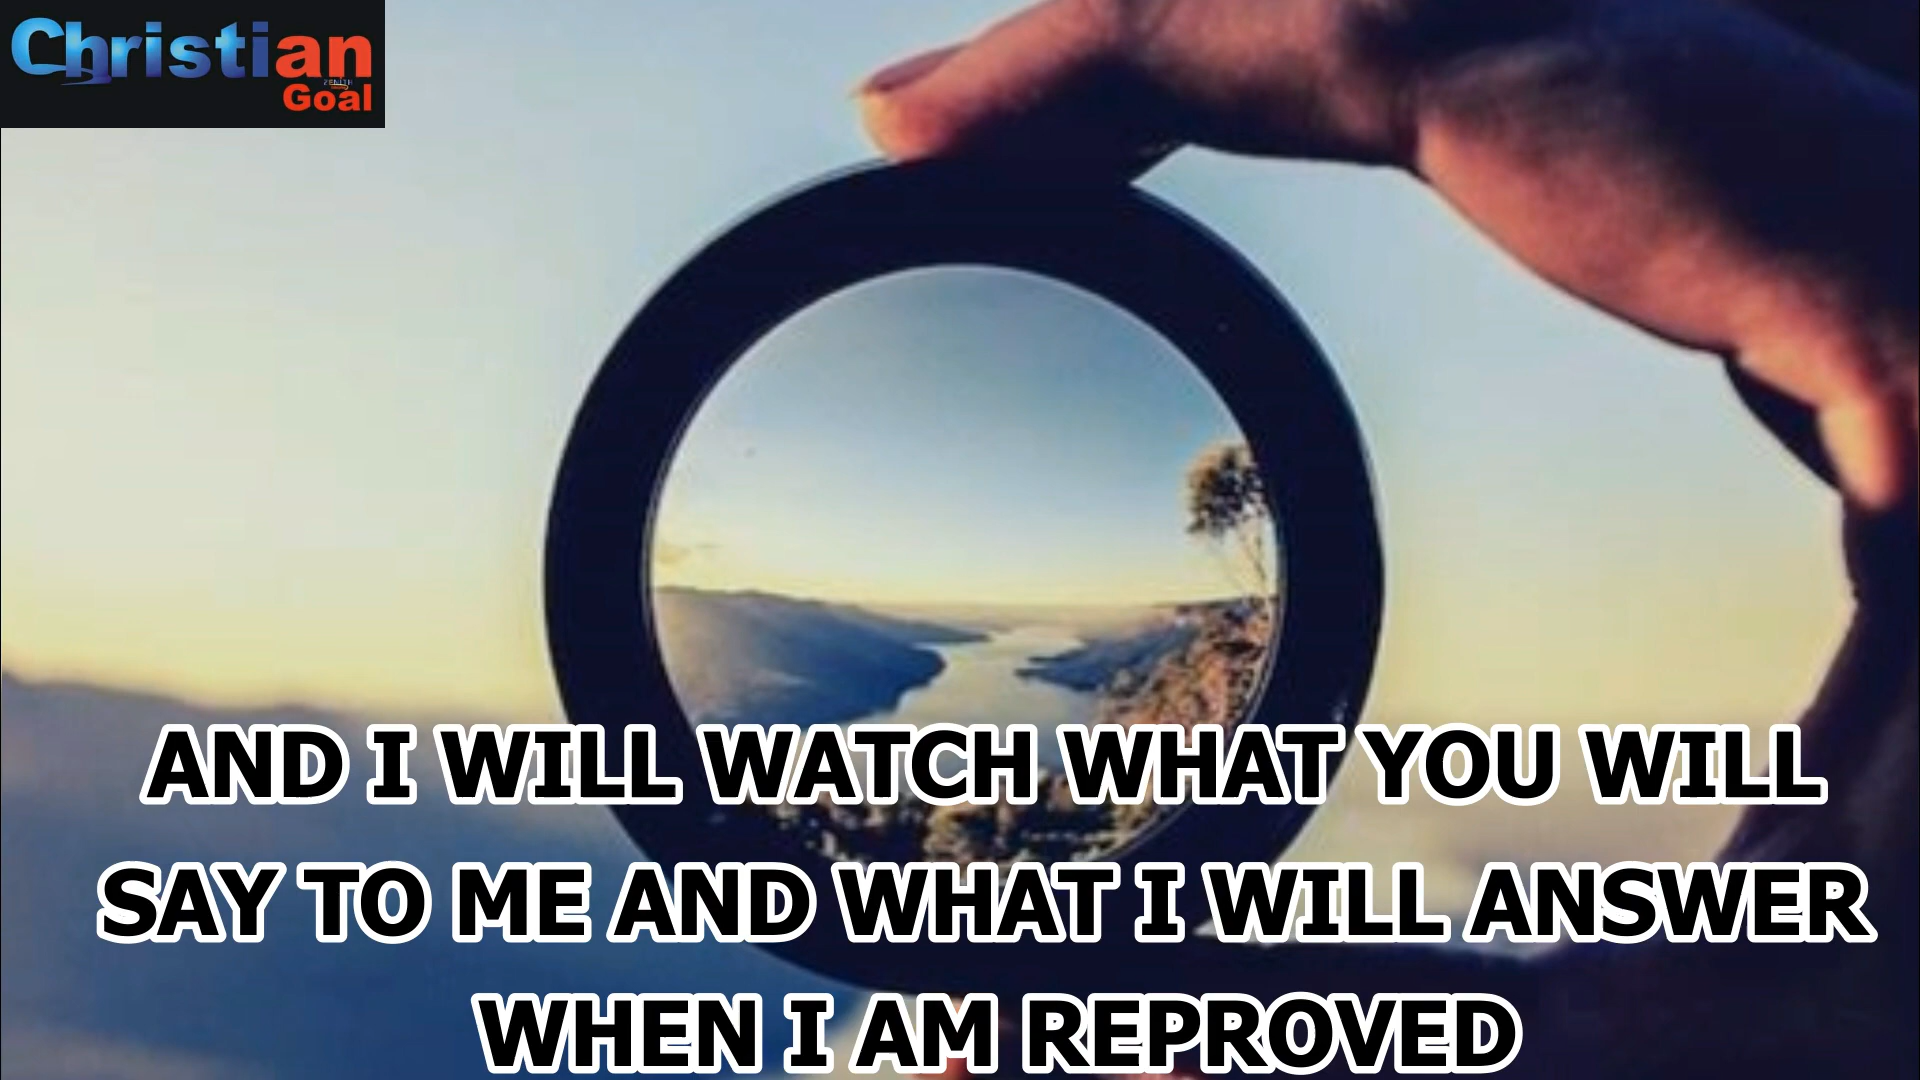 Christian
Goal
AND I WILL WATCH WHAT YOU WILL
SAY TO ME AND WHAT I WILL ANSWER
WHEN I AM REPROVED